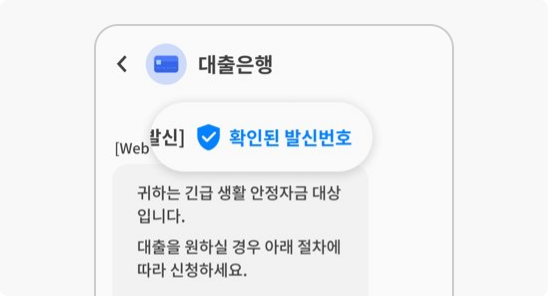 대출은행
[Web발신] 확인된 발신번호
귀하는 긴급 생활 안정자금 대상
입니다.
대출을 원하실 경우 아래 절차에
따라 신청하세요.